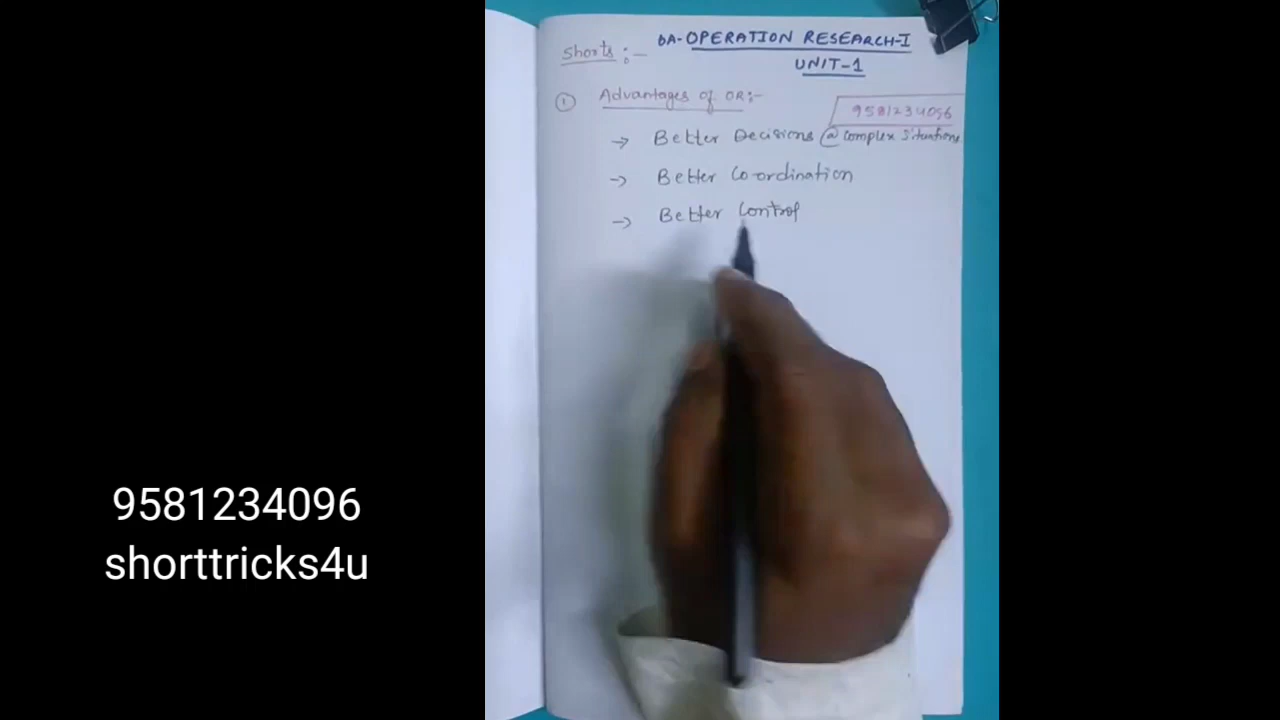 6A-OPERATION RESEARCH-I
Shorts :-
UNIT-1
① Advantages of OR:-
9581234096
→ Better Decisions @ Complex Situations
→ Better Co-ordination
→ Better Control
9581234096
shorttricks4u